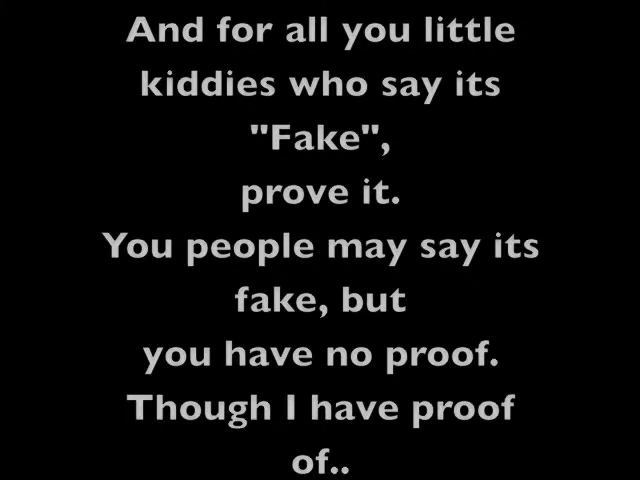 And for all you little
kiddies who say its
"Fake",
prove it.
You people may say its
fake, but
you have no proof.
Though I have proof
of..